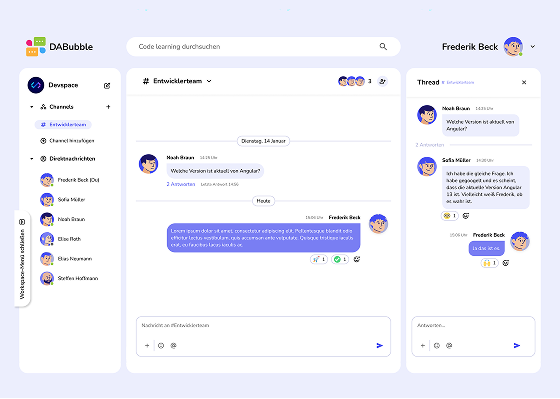 DABubble
Code learning durchsuchen
Frederik Beck
Devspace
Channels
Entwicklerteam
Channel hinzufügen
Direktnachrichten
Frederik Beck (Du)
Sofia Müller
Noah Braun
Elise Roth
Elias Neumann
Steffen Hoffmann
Workspace-Menü schließen
# Entwicklerteam
3
Dienstag, 14 Januar
Noah Braun 14:25 Uhr
Welche Version ist aktuell von Angular?
2 Antworten Letzte Antwort 14:56
Heute
15:06 Uhr Frederik Beck
Lorem ipsum dolor sit amet, consectetur adipiscing elit. Pellentesque blandit odio
efficitur lectus vestibulum, quis accumsan ante vulputate. Quisque tristique iaculis
erat, eu faucibus lacus iaculis ac.
1
1
Nachricht an #Entwicklerteam
@
Thread # Entwicklerteam
Noah Braun 14:25 Uhr
Welche Version ist aktuell von
Angular?
2 Antworten
Sofia Müller 14:30 Uhr
Ich habe die gleiche Frage. Ich
habe gegoogelt und es scheint,
dass die aktuelle Version Angular
13 ist. Vielleicht weiß Frederik, ob
es wahr ist.
1
15:06 Uhr Frederik Beck
Ja das ist es.
1
Antworten...
@